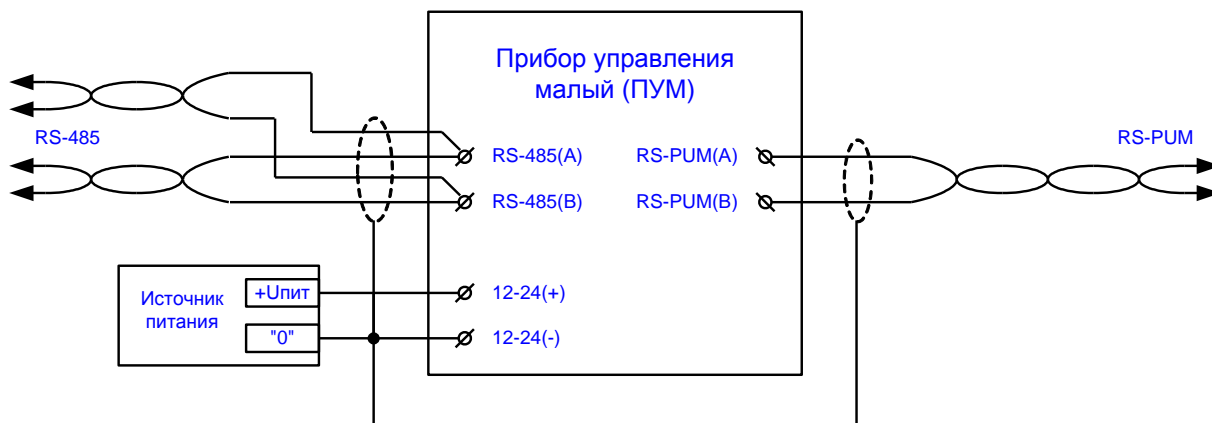 Прибор управления
малый (ПУМ)
RS-485
RS-485(A)
RS-PUM(A)
RS-PUM
RS-485(B)
RS-PUM(B)
Источник
питания
+Uпит
"0"
12-24(+)
12-24(-)